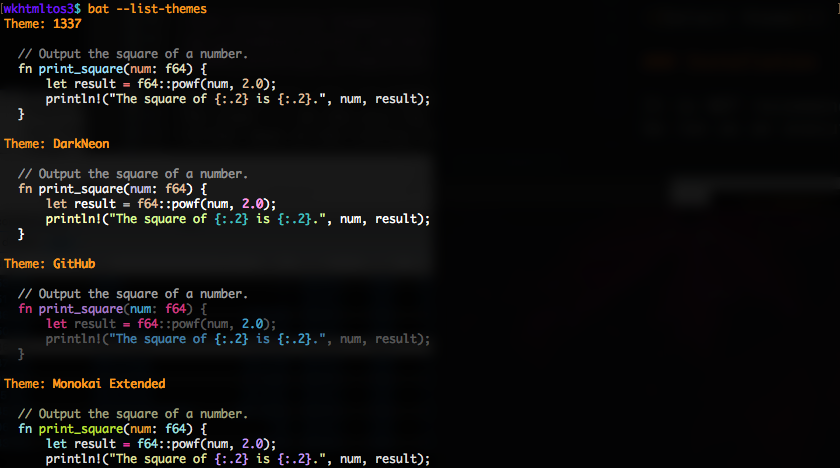 [wkhtmltos3$ bat --list-themes ]
Theme: 1337
// Output the square of a number.
fn print_square(num: f64) {
let result = f64::powf(num, 2.0);
println!("The square of {:.2} is {:.2}.", num, result);
}
Theme: DarkNeon
// Output the square of a number.
fn print_square(num: f64) {
let result = f64::powf(num, 2.0);
println!("The square of {:.2} is {:.2}.", num, result);
}
Theme: GitHub
// Output the square of a number.
fn print_square(num: f64) {
let result = f64::powf(num, 2.0);
println!("The square of {:.2} is {:.2}.", num, result);
}
Theme: Monokai Extended
// Output the square of a number.
fn print_square(num: f64) {
let result = f64::powf(num, 2.0);
println!("The square of {:.2} is {:.2}.", num, result);